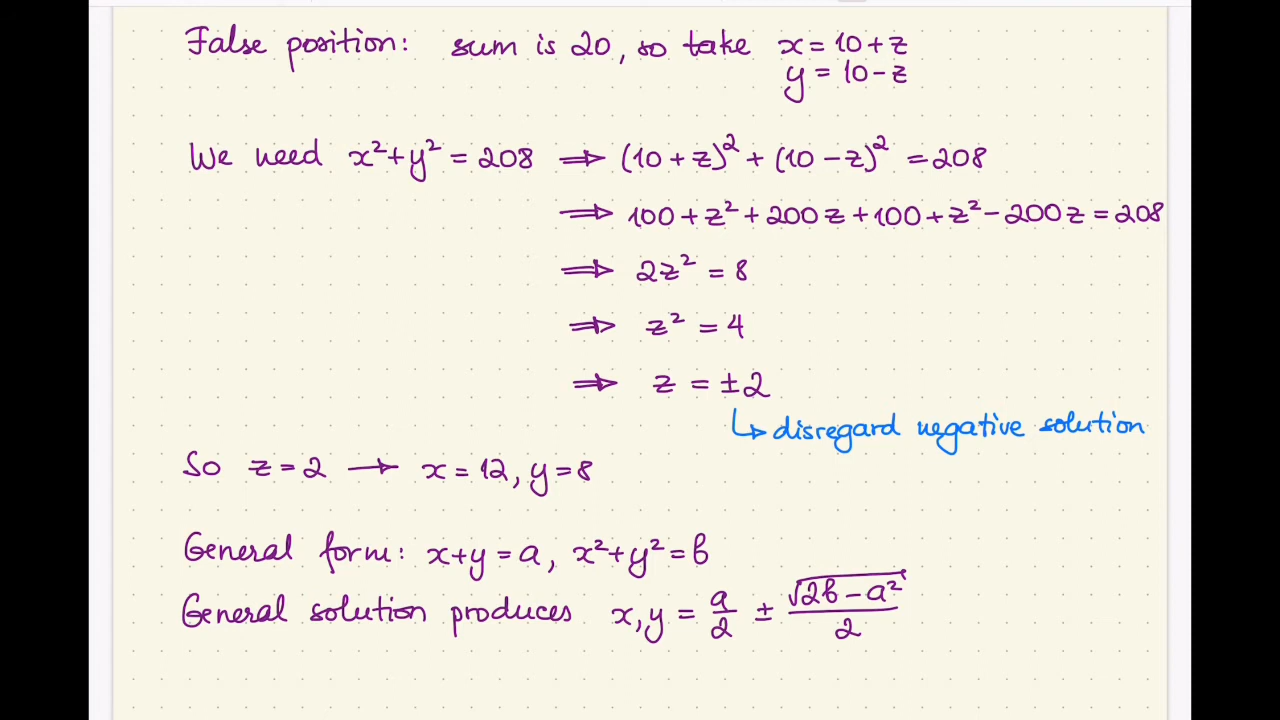 False position: sum is 20, so take x = 10 + z
y = 10 - z
We need x² + y² = 208 ⟹ (10 + z)² + (10 - z)² = 208
⟹ 100 + z² + 200z + 100 + z² - 200z = 208
⟹ 2z² = 8
⟹ z² = 4
⟹ z = ±2
↳ disregard negative solution
So z = 2 → x = 12, y = 8
General form: x + y = a, x² + y² = b
General solution produces x, y = a/2 ± √(2b - a²)/2